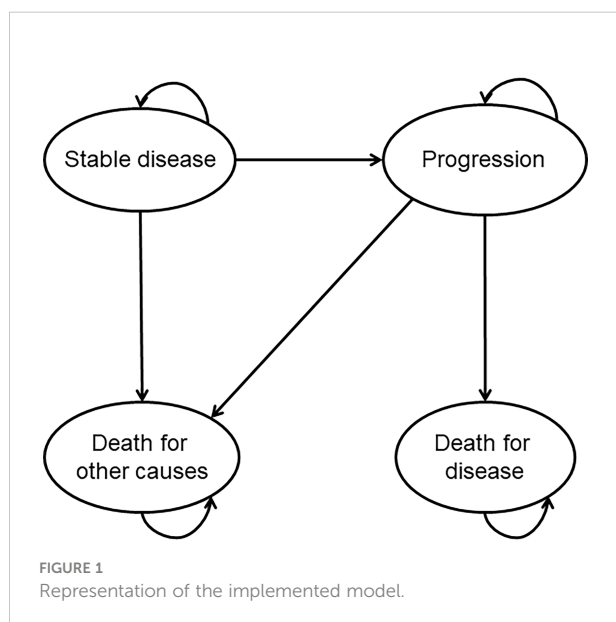 Stable disease
Progression
Death for
other causes
Death for
disease
FIGURE 1
Representation of the implemented model.